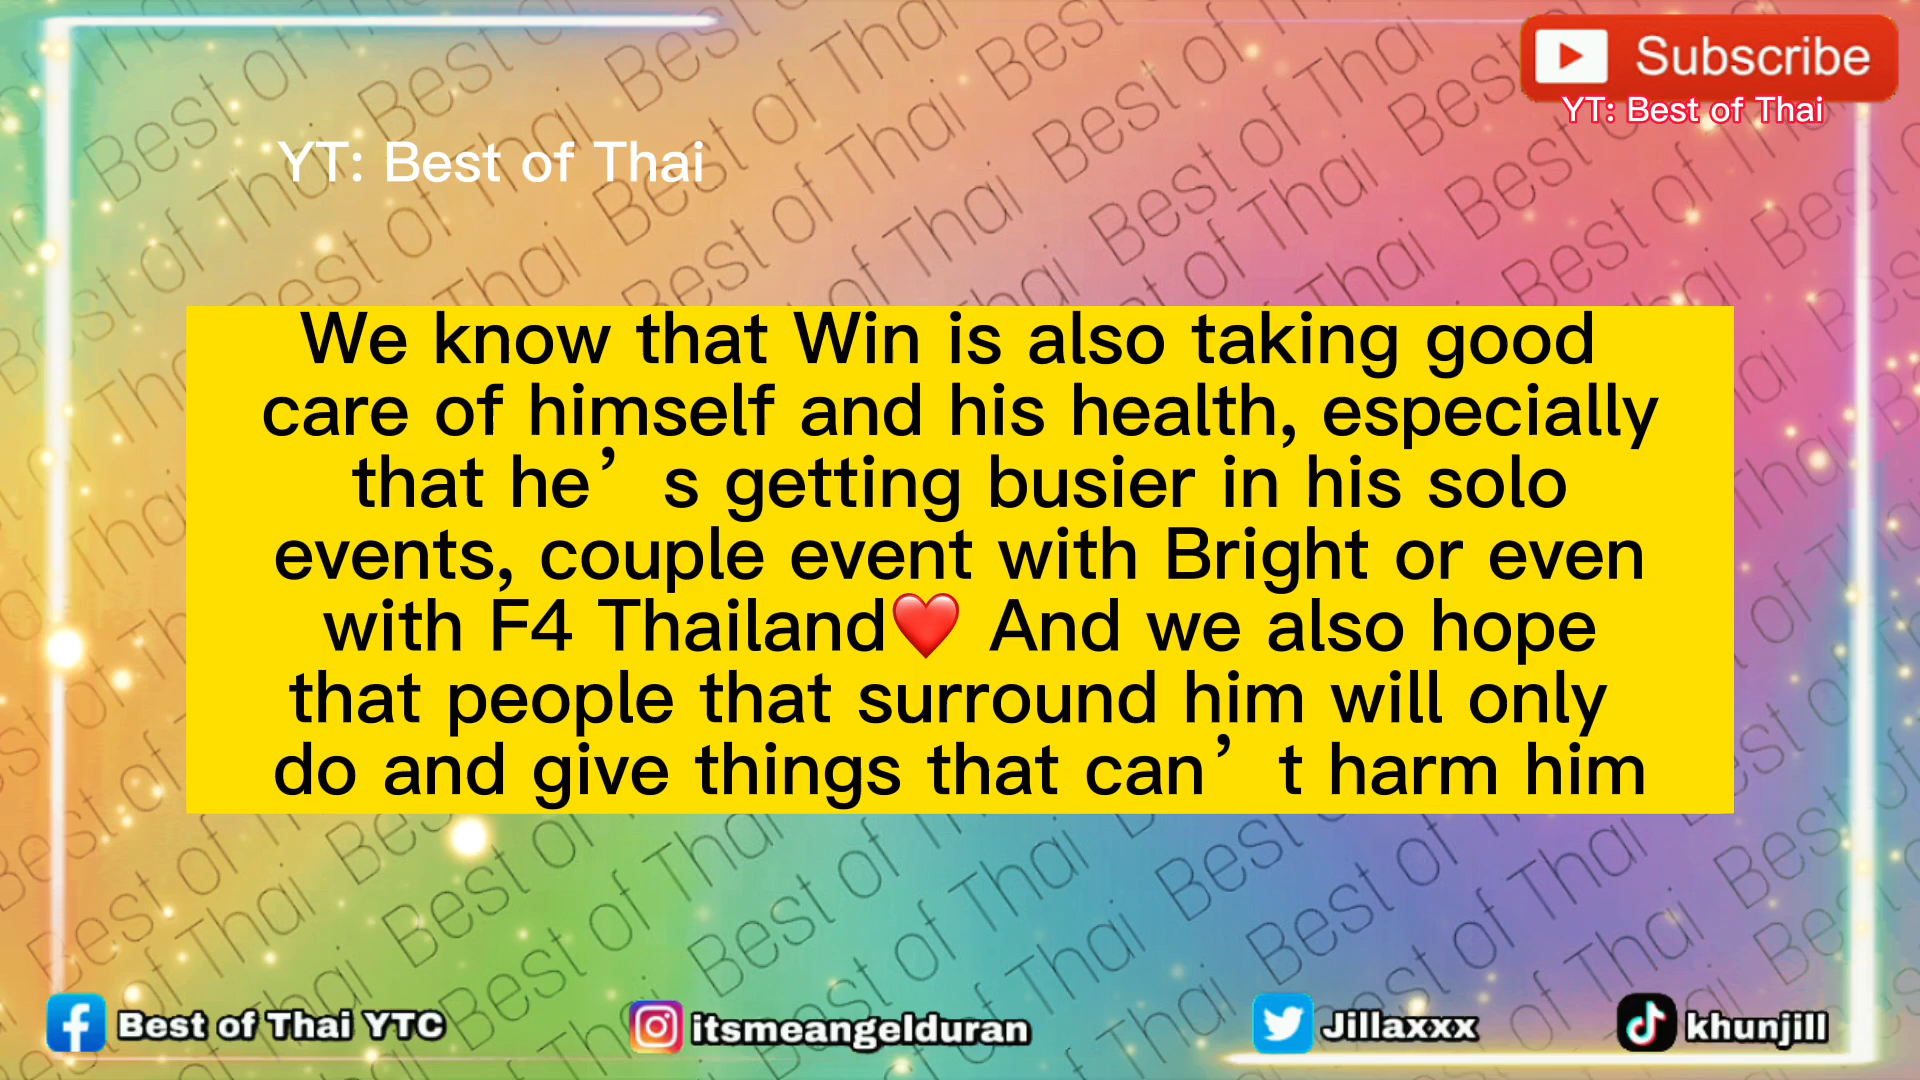 Subscribe
YT: Best of Thai
YT: Best of Thai
We know that Win is also taking good
care of himself and his health, especially
that he’s getting busier in his solo
events, couple event with Bright or even
with F4 Thailand❤️ And we also hope
that people that surround him will only
do and give things that can’t harm him
Best of Thai YTC
itsmeangelduran
Jillaxxx
khunjill